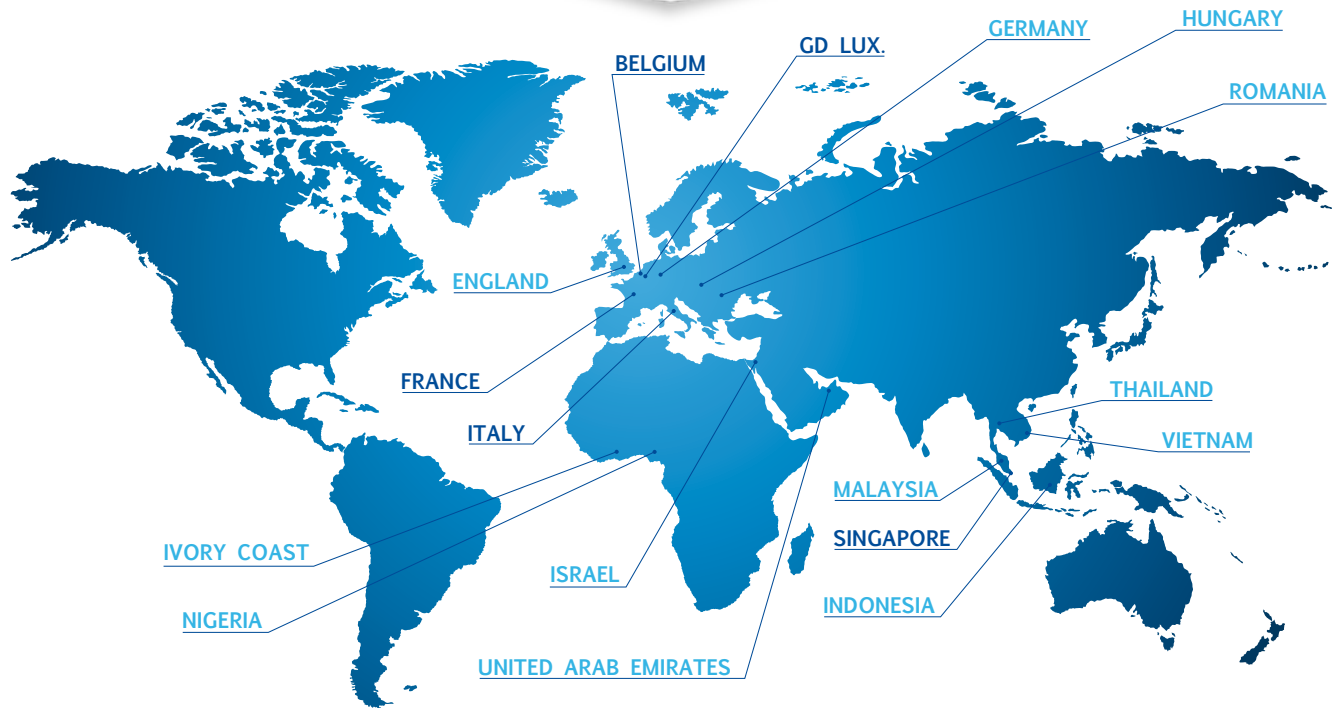 HUNGARY
GERMANY
GD LUX.
BELGIUM
ROMANIA
ENGLAND
FRANCE
THAILAND
ITALY
VIETNAM
MALAYSIA
SINGAPORE
IVORY COAST
ISRAEL
INDONESIA
NIGERIA
UNITED ARAB EMIRATES